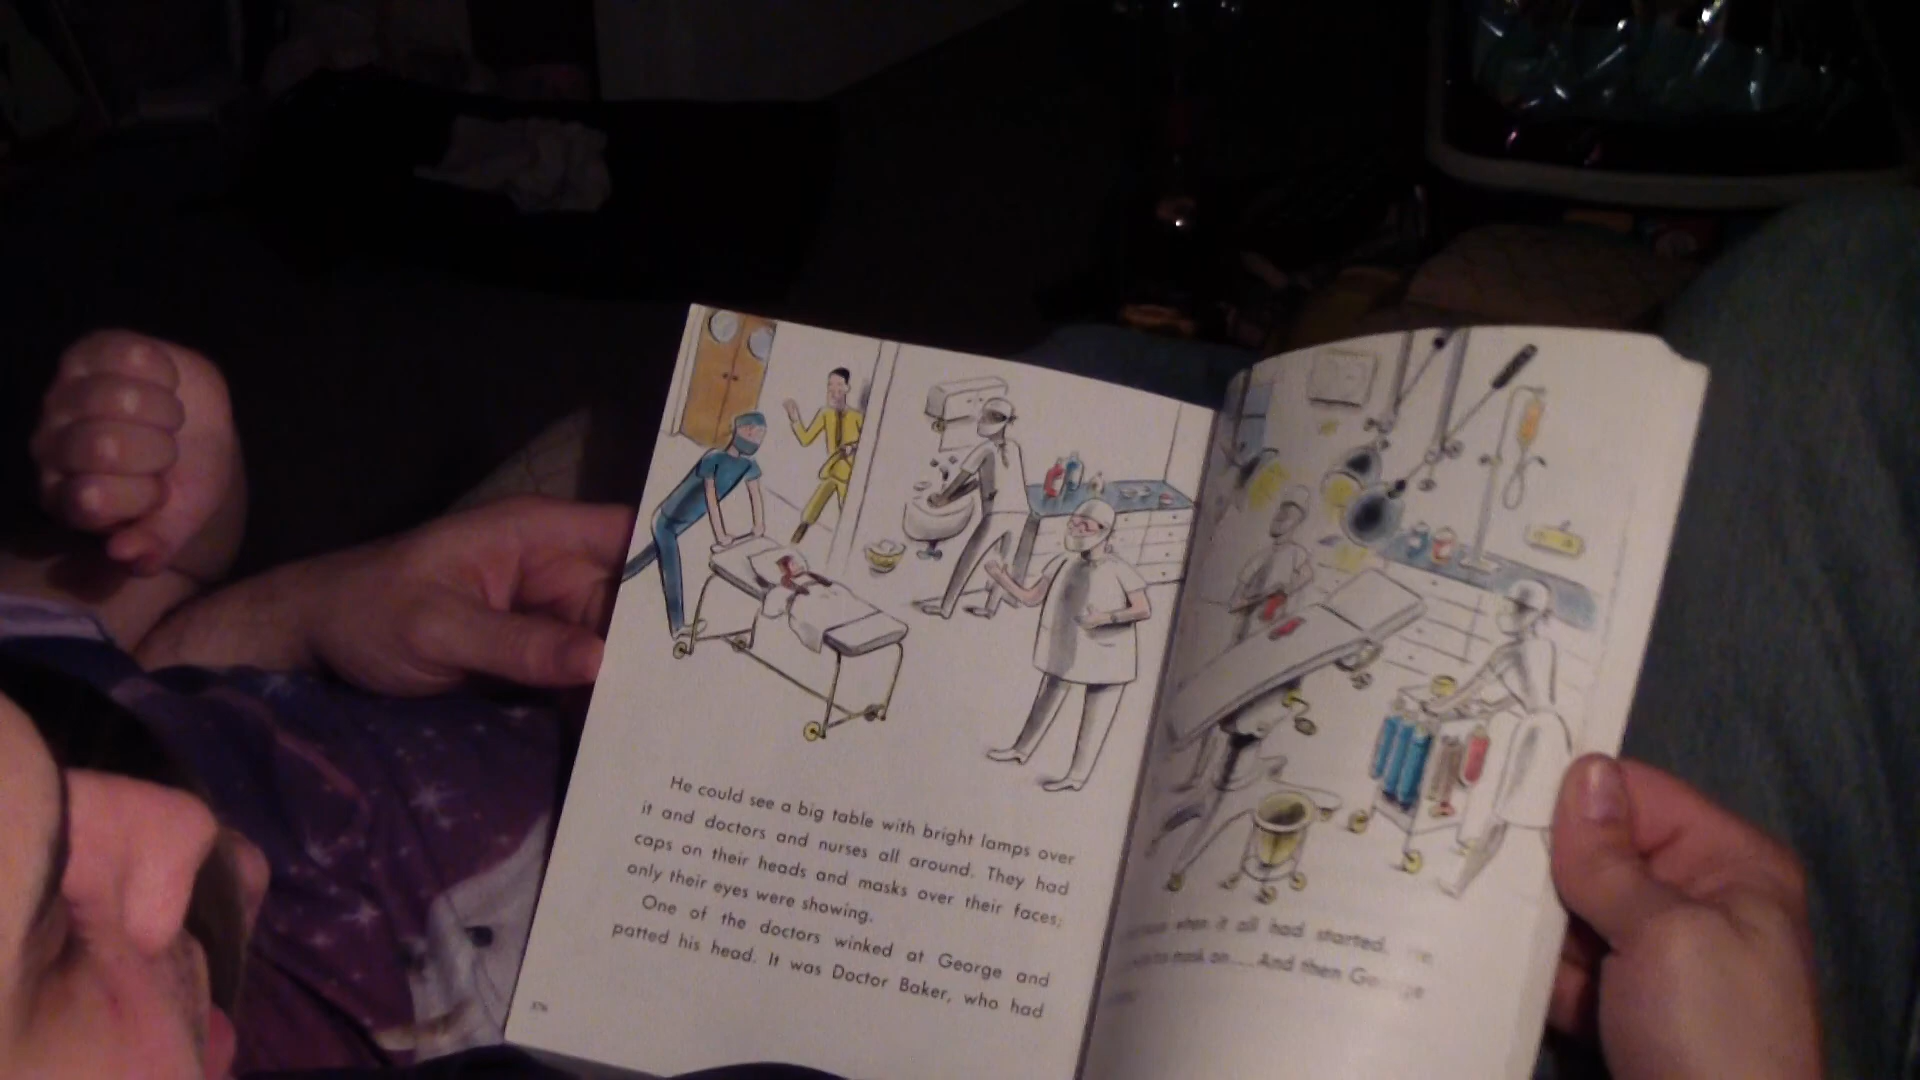 He could see a big table with bright lamps over
it and doctors and nurses all around. They had
caps on their heads and masks over their faces;
only their eyes were showing.
One of the doctors winked at George and
patted his head. It was Doctor Baker, who had
when it all had started.
mask on.... And then George